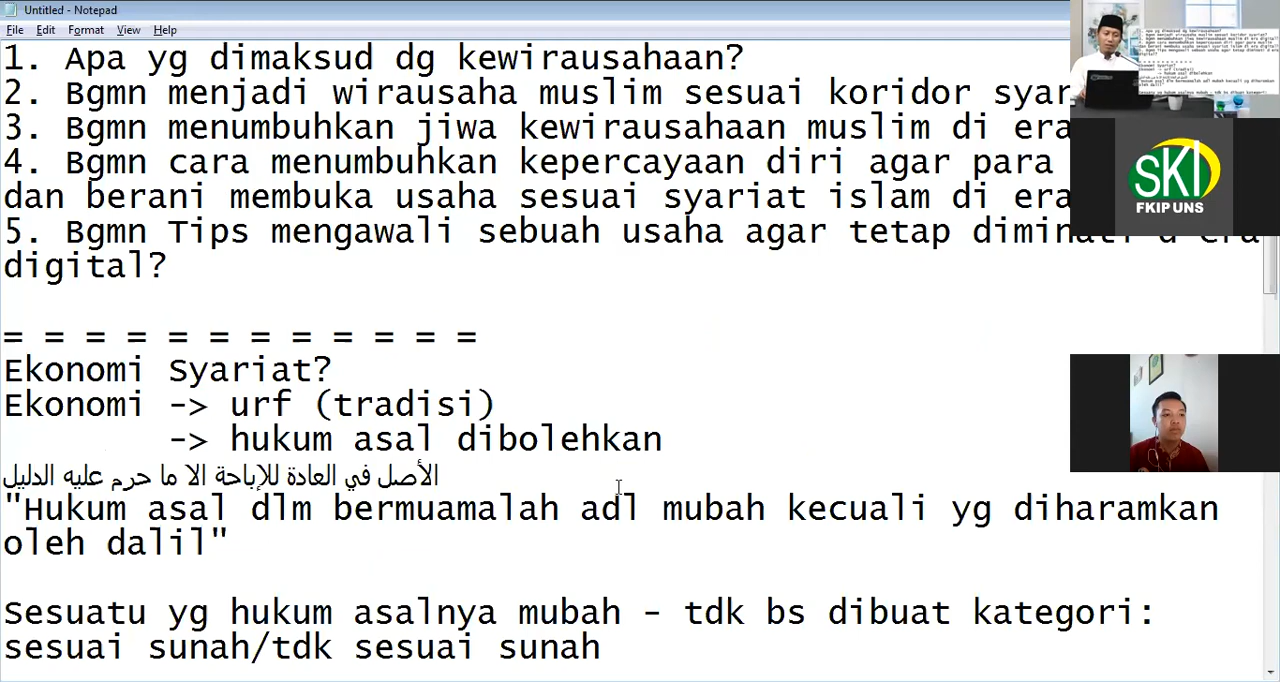 Untitled - Notepad
File Edit Format View Help
1. Apa yg dimaksud dg kewirausahaan?
2. Bgmn menjadi wirausaha muslim sesuai koridor
3. Bgmn menumbuhkan jiwa kewirausahaan muslim di era
4. Bgmn cara menumbuhkan kepercayaan diri agar para
dan berani membuka usaha sesuai syariat islam di era
5. Bgmn Tips mengawali sebuah usaha agar tetap diminati d era
digital?
= = = = = = = = = = = =
Ekonomi Syariat?
Ekonomi -> urf (tradisi)
-> hukum asal dibolehkan
الأصل في العادة للإباحة الا ما حرم عليه الدليل
"Hukum asal dlm bermuamalah adl mubah kecuali yg diharamkan
oleh dalil"
Sesuatu yg hukum asalnya mubah - tdk bs dibuat kategori:
sesuai sunah/tdk sesuai sunah
SKI
FKIP UNS